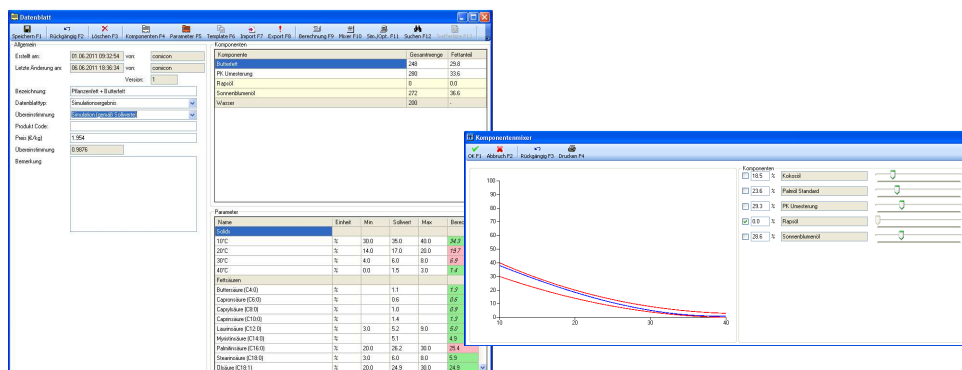 Datenblatt
Speichern F1 Rückgängig F2 Löschen F3 Komponenten F4 Parameter F5 Template F6 Import F7 Export F8 Berechnung F9 Mixer F10 Sim./Opt. F11 Suchen F12
Allgemein
Erstellt am: 01.06.2011 09:32:54 von: comicon
Letzte Änderung am: 06.06.2011 18:36:34 von: comicon
Version: 1
Bezeichnung: Pflanzenfett + Butterfett
Datenblatttyp: Simulationsergebnis
Übereinstimmung Simulation (gemäß Sollwerte)
Produkt Code:
Preis (€/kg) 1.954
Übereinstimmung 0.9876
Bemerkung
Komponenten
Komponente Gesamtmenge Fettanteil
Butterfett 248 29.8
PK Umesterung 280 33.6
Rapsöl 0 0.0
Sonnenblumenöl 272 36.6
Wasser 200 -
Parameter
Name Einheit Min Sollwert Max Berec
Solids
10°C % 30.0 35.0 40.0 34.3
20°C % 14.0 17.0 20.0 19.7
30°C % 4.0 6.0 8.0 6.9
40°C % 0.0 1.5 3.0 1.4
Fettsäuren
Buttersäure (C4:0) % 1.1 1.3
Capronsäure (C6:0) % 0.6 0.6
Caprylsäure (C8:0) % 1.0 0.9
Caprinsäure (C10:0) % 1.4 1.3
Laurinsäure (C12:0) % 3.0 5.2 9.0 5.0
Myristinsäure (C14:0) % 5.1 4.9
Palmitinsäure (C16:0) % 20.0 26.2 30.0 25.4
Stearinsäure (C18:0) % 3.0 6.0 8.0 5.9
Ölsäure (C18:1) % 20.0 24.9 30.0 24.9
Komponentenmixer
OK F1 Abbruch F2 Rückgängig F3 Drucken F4
100
90
80
70
60
50
40
30
20
10
0
10 20 30 40
Komponenten
18.5 % Kokosöl
23.6 % Palmöl Standard
29.3 % PK Umesterung
0.0 % Rapsöl
28.6 % Sonnenblumenöl